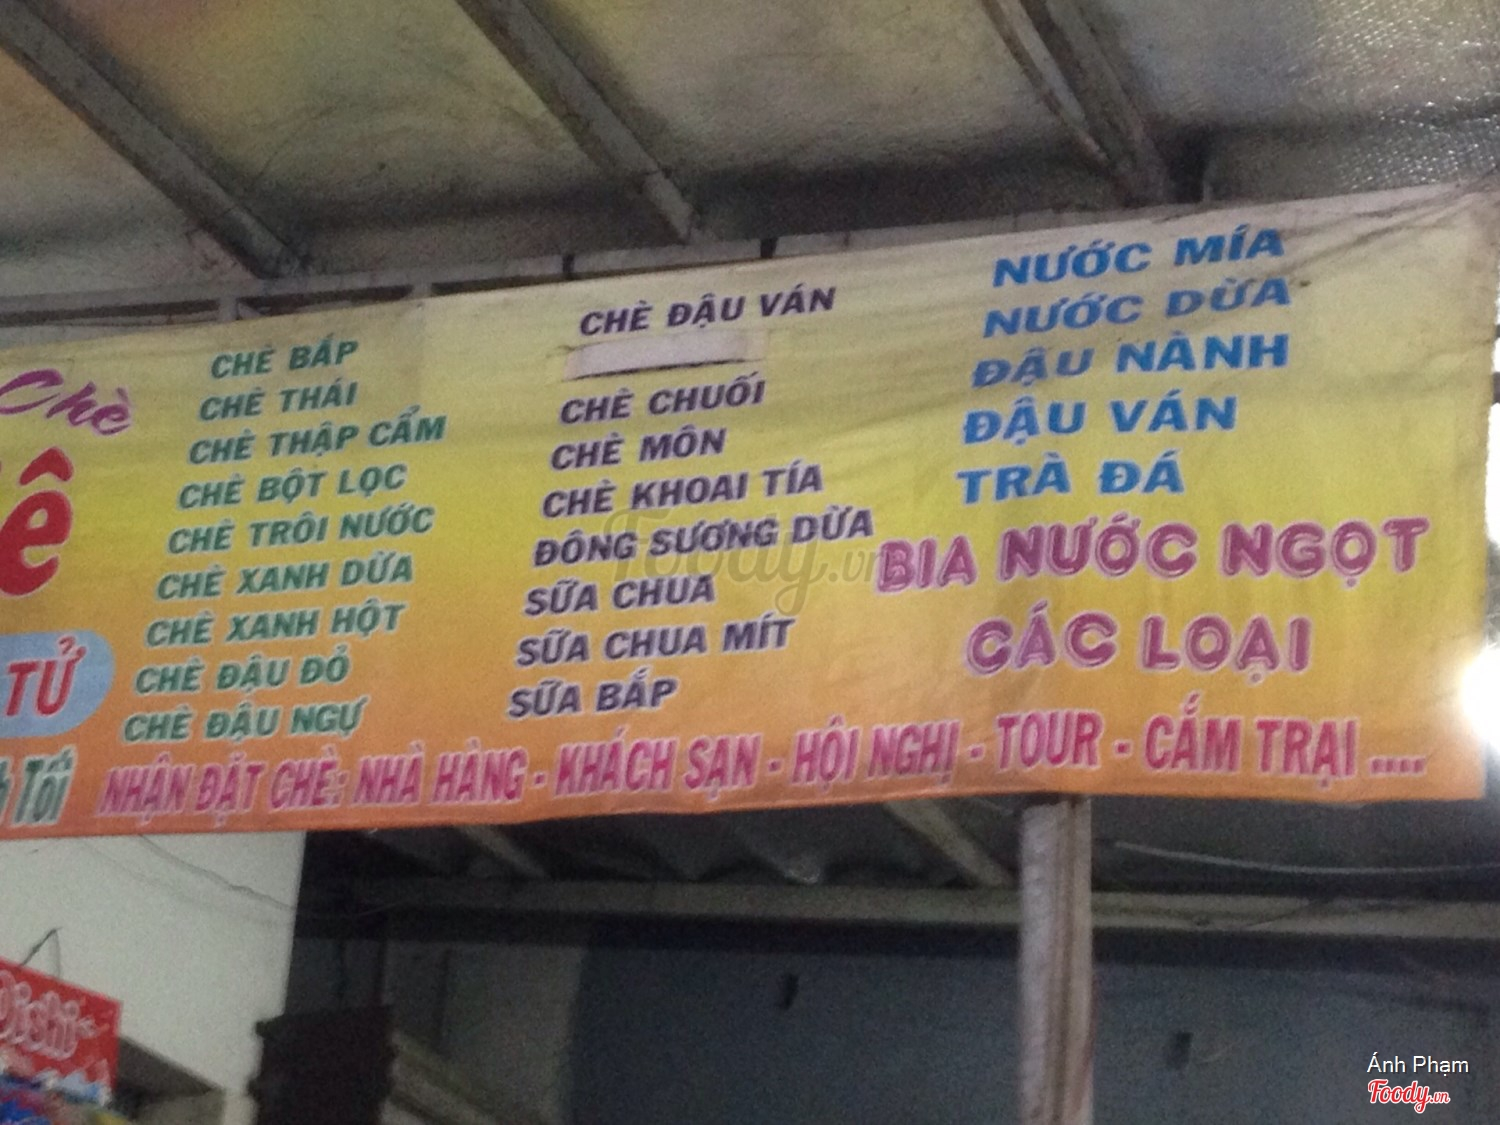 Chè
ê
TỬ
Tối
CHÈ BẮP
CHÈ THÁI
CHÈ THẬP CẨM
CHÈ BỘT LỌC
CHÈ TRÔI NƯỚC
CHÈ XANH DỪA
CHÈ XANH HỘT
CHÈ ĐẬU ĐỎ
CHÈ ĐẬU NGỰ
CHÈ ĐẬU VÁN
CHÈ CHUỐI
CHÈ MÔN
CHÈ KHOAI TÍA
ĐÔNG SƯƠNG DỪA
SỮA CHUA
SỮA CHUA MÍT
SỮA BẮP
NƯỚC MÍA
NƯỚC DỪA
ĐẬU NÀNH
ĐẬU VÁN
TRÀ ĐÁ
BIA NƯỚC NGỌT
CÁC LOẠI
NHẬN ĐẶT CHÈ: NHÀ HÀNG - KHÁCH SẠN - HỘI NGHỊ - TOUR - CẮM TRẠI ....
Foody.vn
Ánh Phạm
Foody.vn